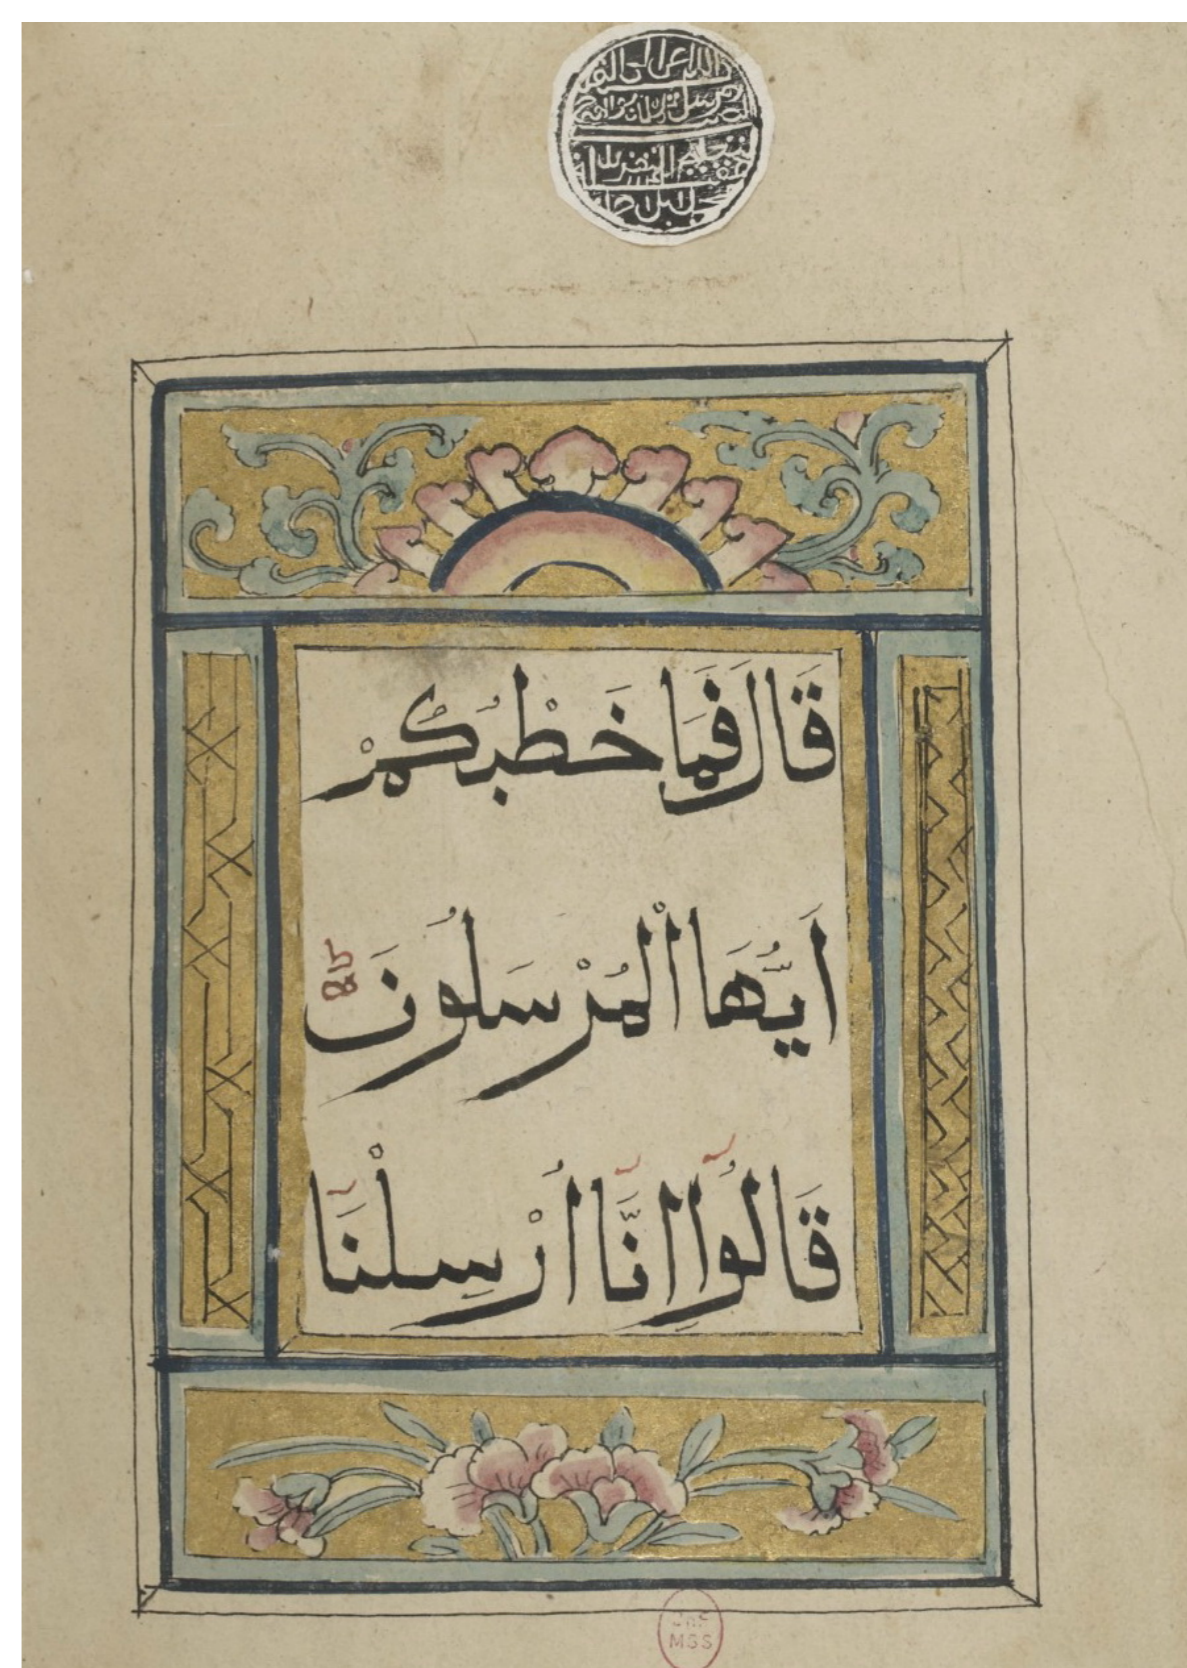 قَالَ فَمَا خَطْبُكُمْ
اَيُّهَا الْمُرْسَلُونَ
قَالُوٓا اِنَّآ اُرْسِلْنَآ
MSS